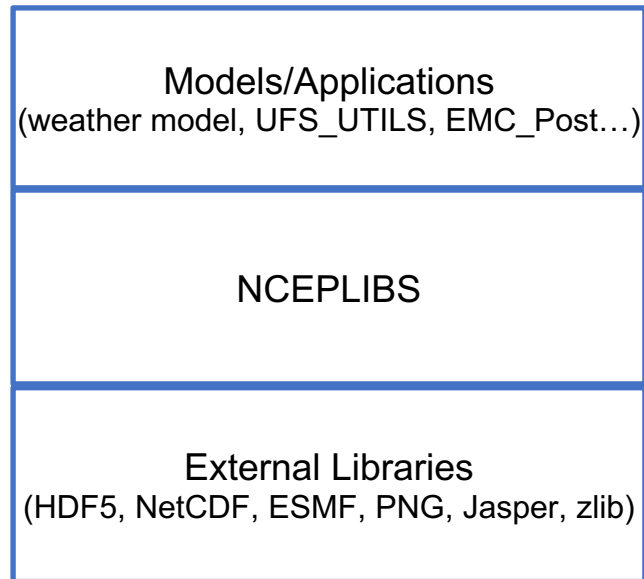 Models/Applications
(weather model, UFS_UTILS, EMC_Post…)
NCEPLIBS
External Libraries
(HDF5, NetCDF, ESMF, PNG, Jasper, zlib)